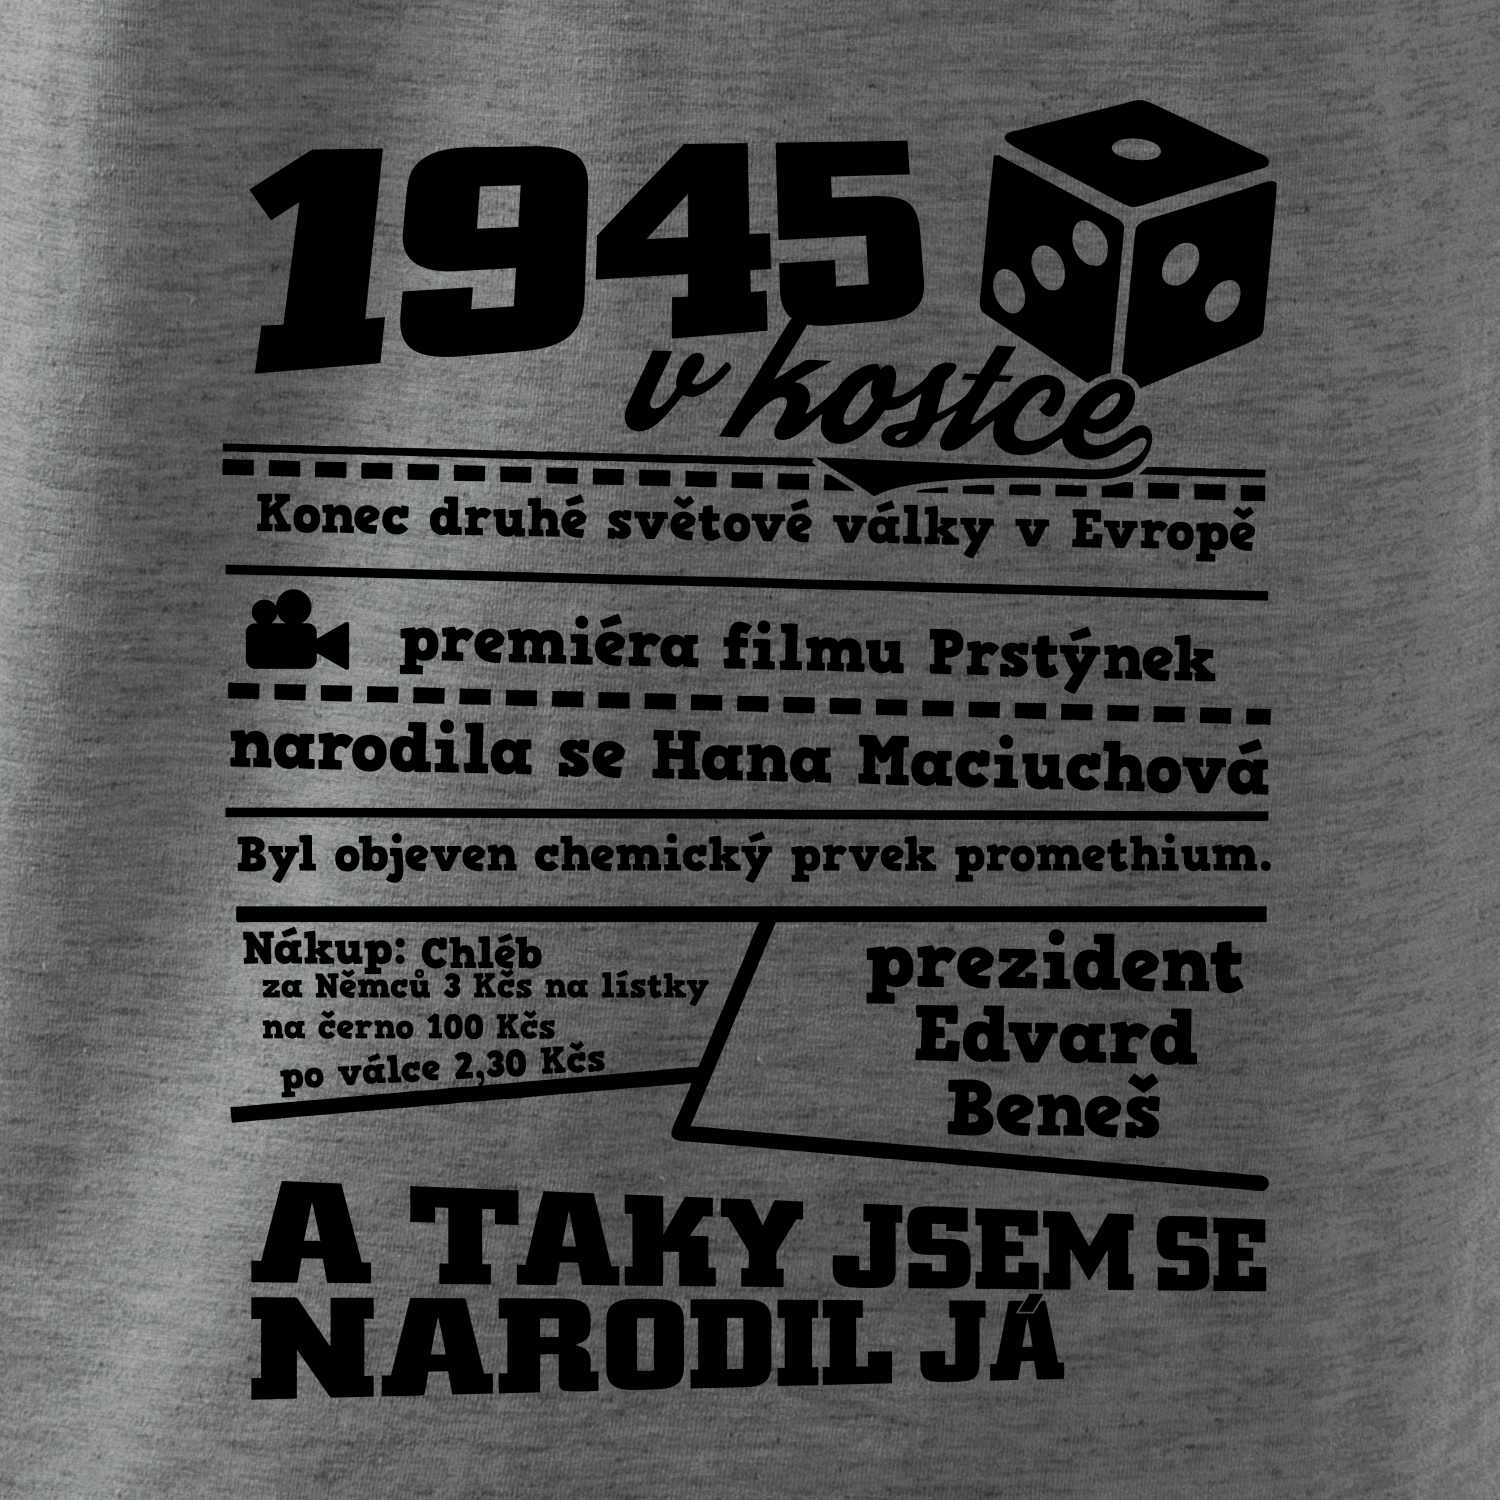 1945
v kostce
Konec druhé světové války v Evropě
premiéra filmu Prstýnek
narodila se Hana Maciuchová
Byl objeven chemický prvek promethium.
Nákup: Chléb
za Němců 3 Kčs na lístky
na černo 100 Kčs
po válce 2,30 Kčs
prezident
Edvard
Beneš
A TAKY JSEM SE
NARODIL JÁ